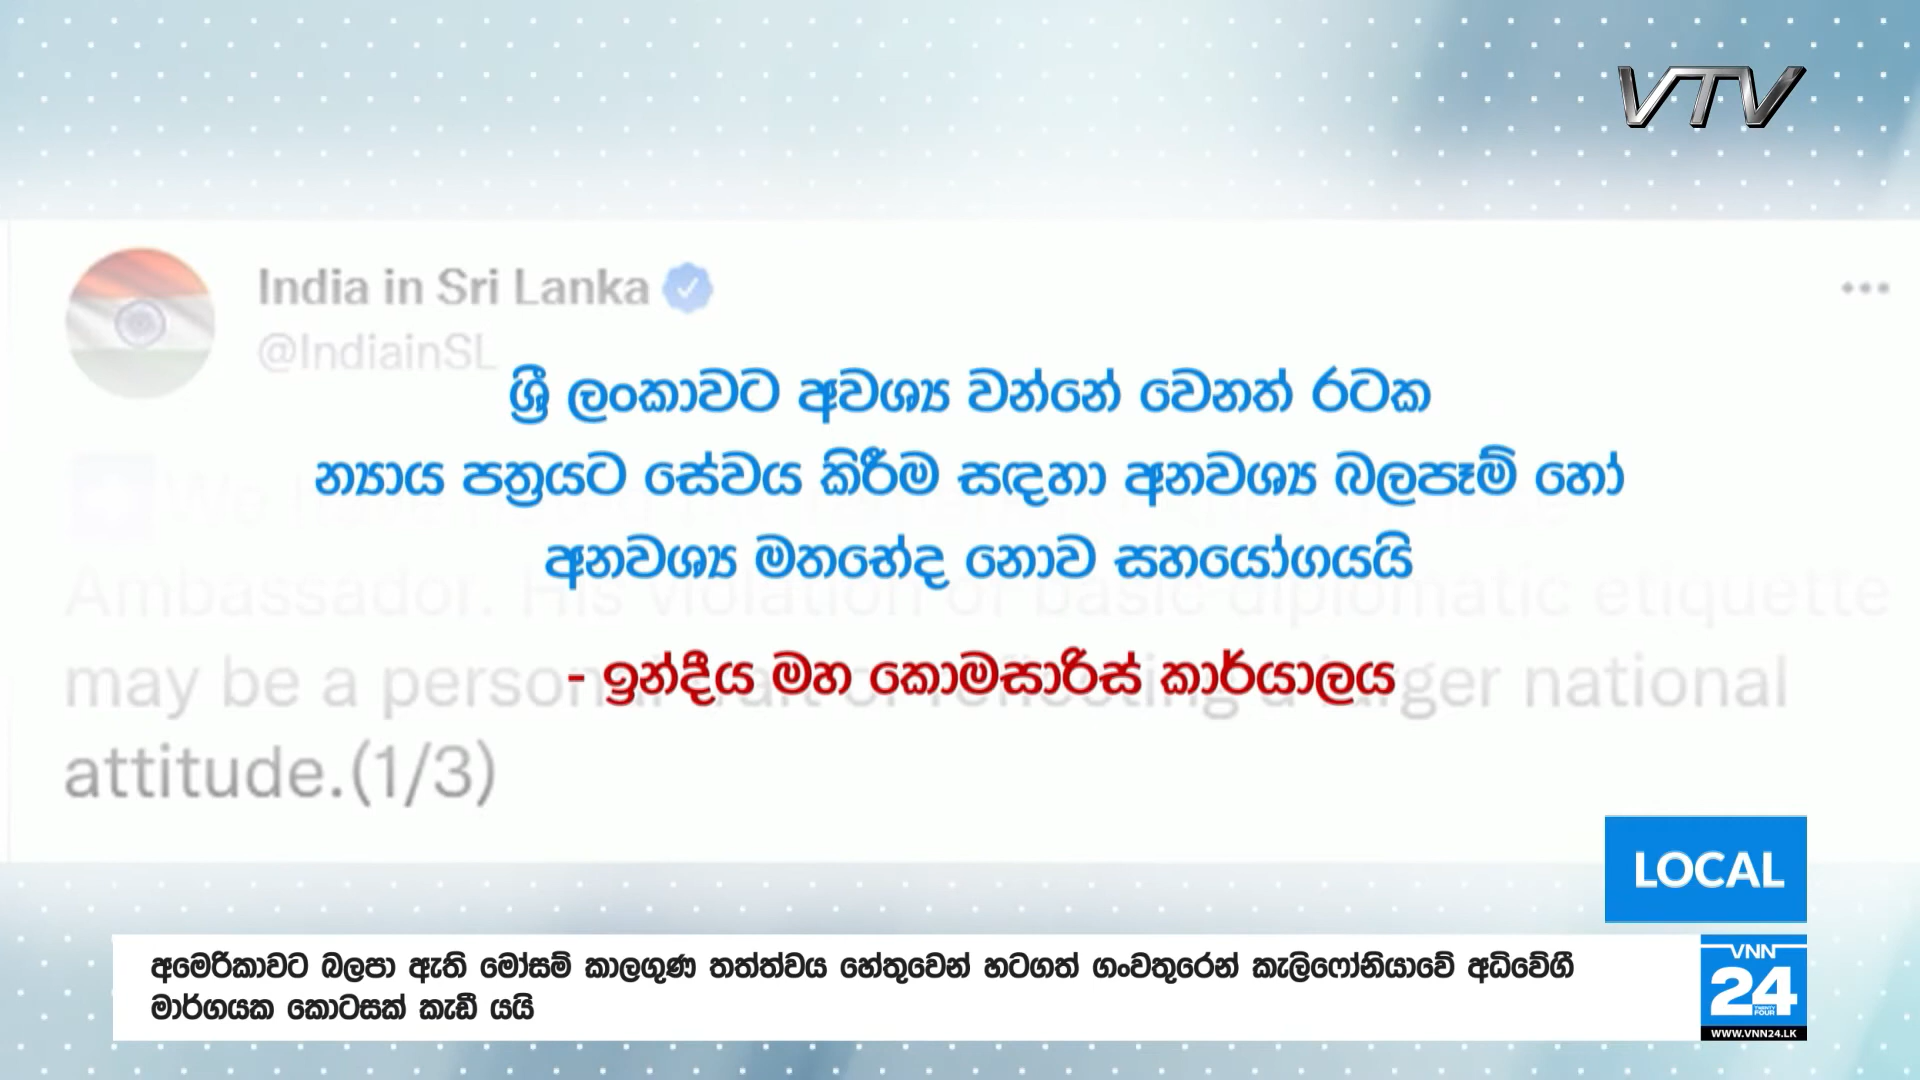 VTV
India in Sri Lanka
@IndiainSL
ශ්‍රී ලංකාවට අවශ්‍ය වන්නේ වෙනත් රටක
න්‍යාය පත්‍රයට සේවය කිරීම සඳහා අනවශ්‍ය බලපෑම් හෝ
අනවශ්‍ය මතභේද නොව සහයෝගයයි
Ambassador. His violation of basic diplomatic etiquette
- ඉන්දීය මහ කොමසාරිස් කාර්යාලය
may be a personal national
attitude.(1/3)
LOCAL
අමෙරිකාවට බලපා ඇති මෝසම් කාලගුණ තත්ත්වය හේතුවෙන් හටගත් ගංවතුරෙන් කැලිෆෝනියාවේ අධිවේගී
මාර්ගයක කොටසක් කැඩී යයි
VNN
24
TWENTY
FOUR
WWW.VNN24.LK